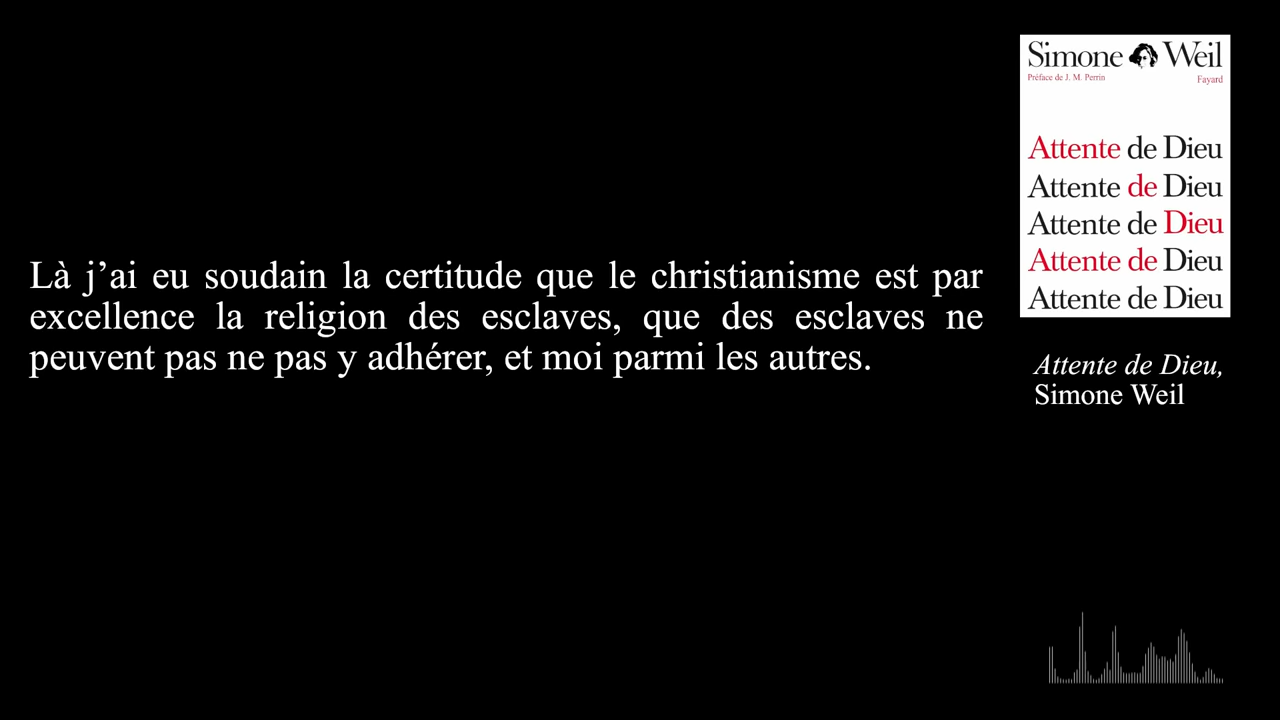 Là j’ai eu soudain la certitude que le christianisme est par
excellence la religion des esclaves, que des esclaves ne
peuvent pas ne pas y adhérer, et moi parmi les autres.
Simone Weil
Préface de J. M. Perrin
Fayard
Attente de Dieu
Attente de Dieu
Attente de Dieu
Attente de Dieu
Attente de Dieu
Attente de Dieu,
Simone Weil